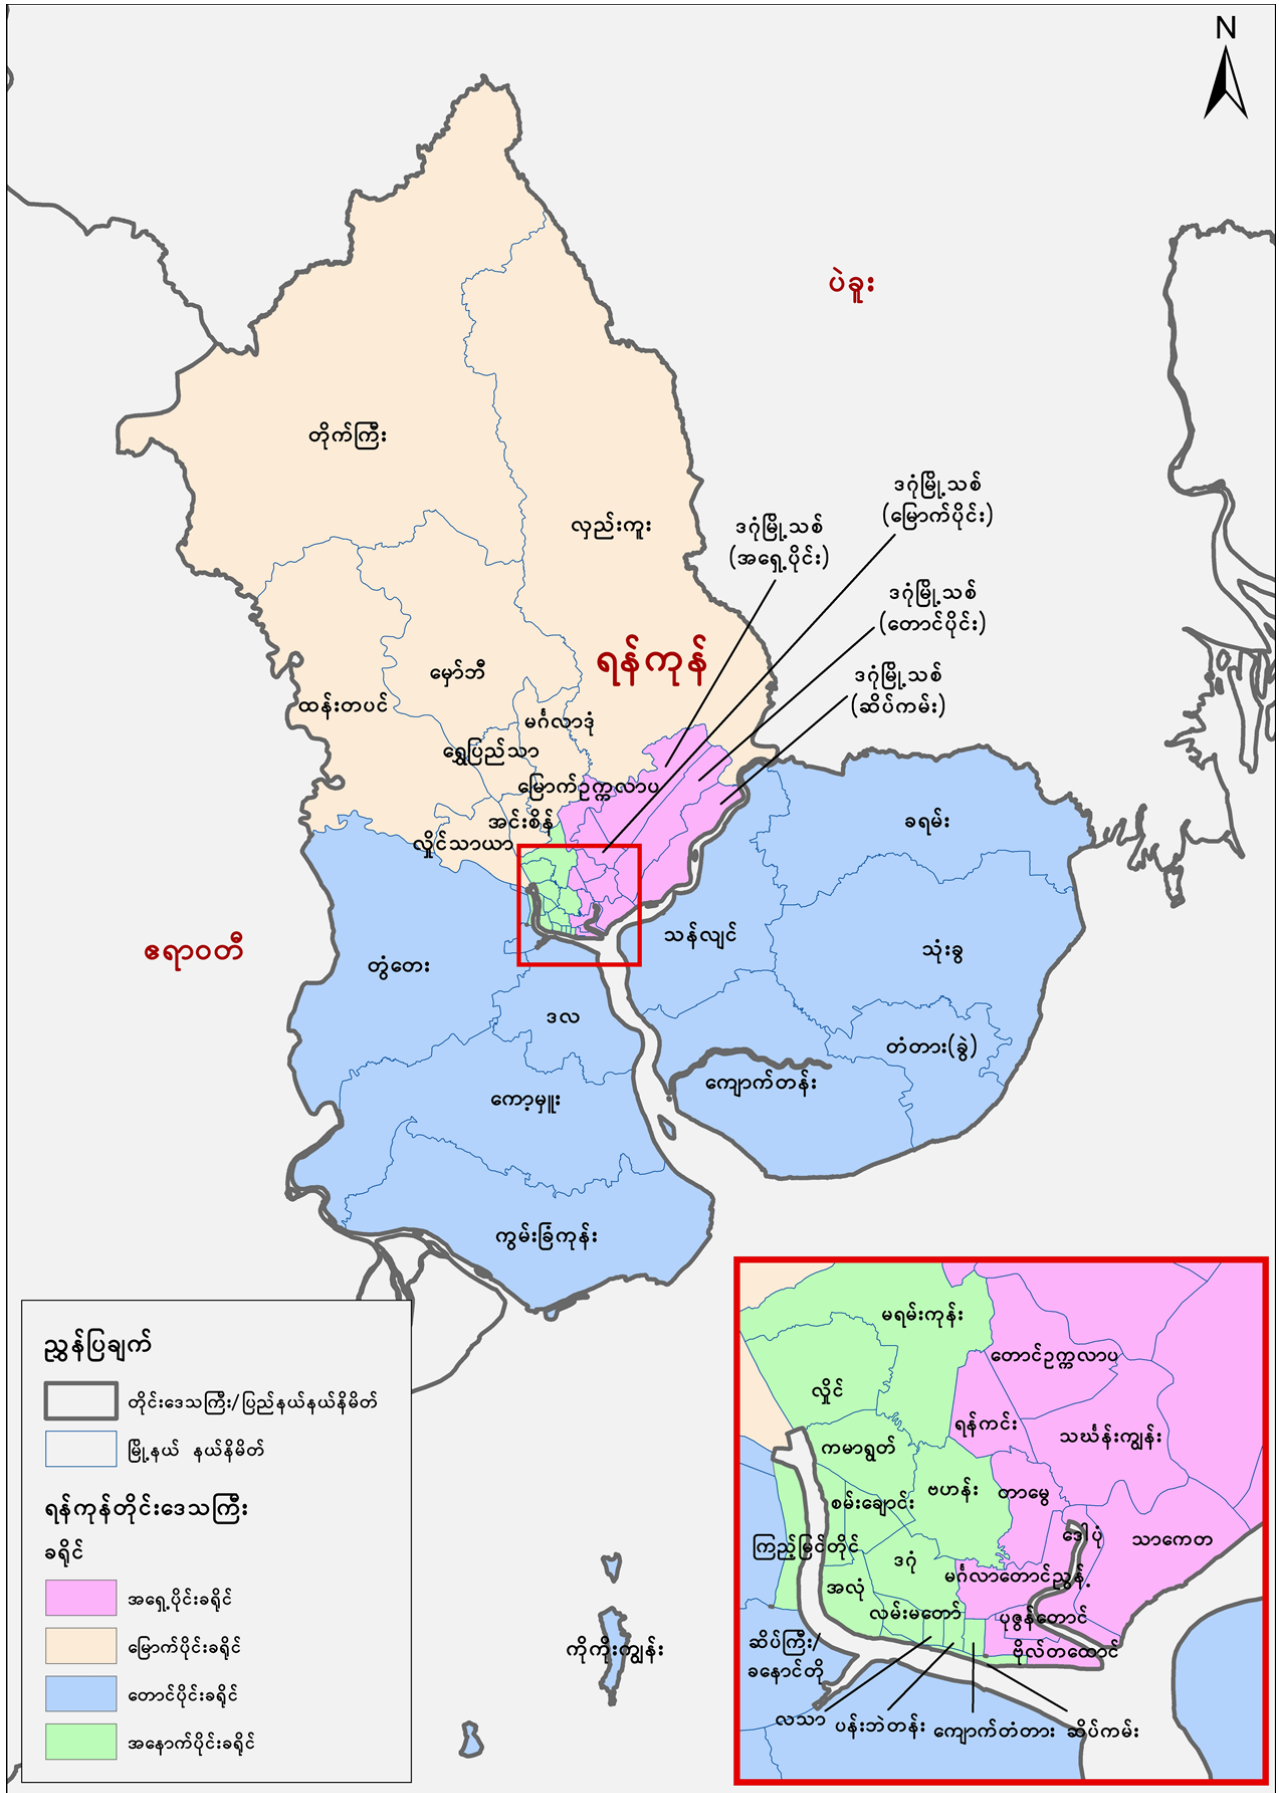 N
ပဲခူး
တိုက်ကြီး
လှည်းကူး
ဒဂုံမြို့သစ်
(မြောက်ပိုင်း)
ဒဂုံမြို့သစ်
(အရှေ့ပိုင်း)
ဒဂုံမြို့သစ်
(တောင်ပိုင်း)
ဒဂုံမြို့သစ်
(ဆိပ်ကမ်း)
ရန်ကုန်
မှော်ဘီ
ထန်းတပင်
မင်္ဂလာဒုံ
ရွှေပြည်သာ
မြောက်ဥက္ကလာပ
အင်းစိန်
လှိုင်သာယာ
ခရမ်း
သန်လျင်
သုံးခွ
ဧရာဝတီ
တွံတေး
ဒလ
တံတား(ခွဲ)
ကျောက်တန်း
ကော့မှူး
ကွမ်းခြံကုန်း
ကိုကိုးကျွန်း
ညွှန်ပြချက်
တိုင်းဒေသကြီး/ပြည်နယ်နယ်နိမိတ်
မြို့နယ် နယ်နိမိတ်
ရန်ကုန်တိုင်းဒေသကြီး
ခရိုင်
အရှေ့ပိုင်းခရိုင်
မြောက်ပိုင်းခရိုင်
တောင်ပိုင်းခရိုင်
အနောက်ပိုင်းခရိုင်
မရမ်းကုန်း
တောင်ဥက္ကလာပ
လှိုင်
ရန်ကင်း
သင်္ဃန်းကျွန်း
ကမာရွတ်
ဗဟန်း
တာမွေ
စမ်းချောင်း
ဒေါပုံ
သာကေတ
ကြည့်မြင်တိုင်
ဒဂုံ
မင်္ဂလာတောင်ညွန့်
အလုံ
လမ်းမတော်
ပုဇွန်တောင်
ဗိုလ်တထောင်
ဆိပ်ကြီး/
ခနောင်တို
လသာ
ပန်းဘဲတန်း
ကျောက်တံတား
ဆိပ်ကမ်း